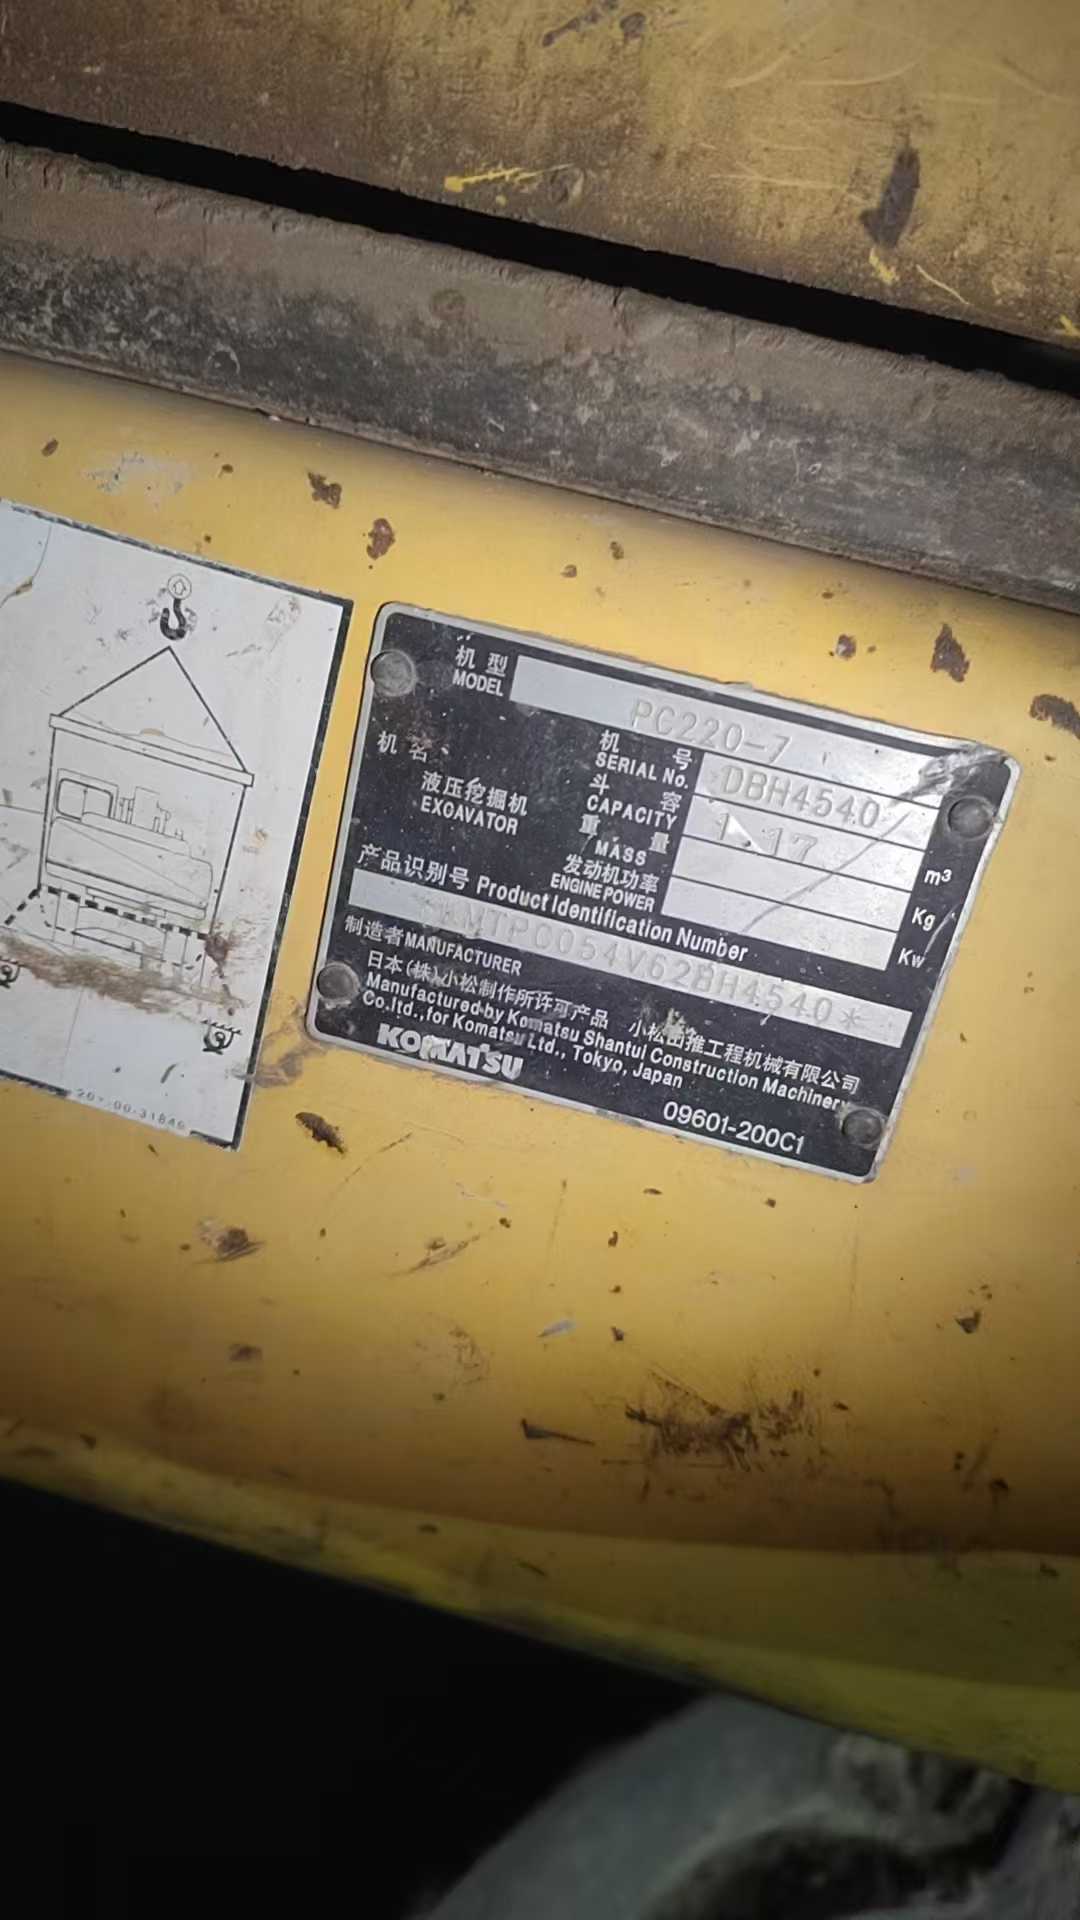 机型 MODEL PC220-7
机号 SERIAL No. DBH4540
机名
液压挖掘机
EXCAVATOR
斗容 CAPACITY 1.17 m³
重量 MASS Kg
发动机功率 ENGINE POWER Kw
产品识别号 Product Identification Number
MTPC054V62BH4540*
制造者 MANUFACTURER
日本(株)小松制作所许可产品 小松山推工程机械有限公司
Manufactured by Komatsu Shantui Construction Machinery
Co.ltd., for Komatsu Ltd., Tokyo, Japan
KOMATSU
09601-200C1